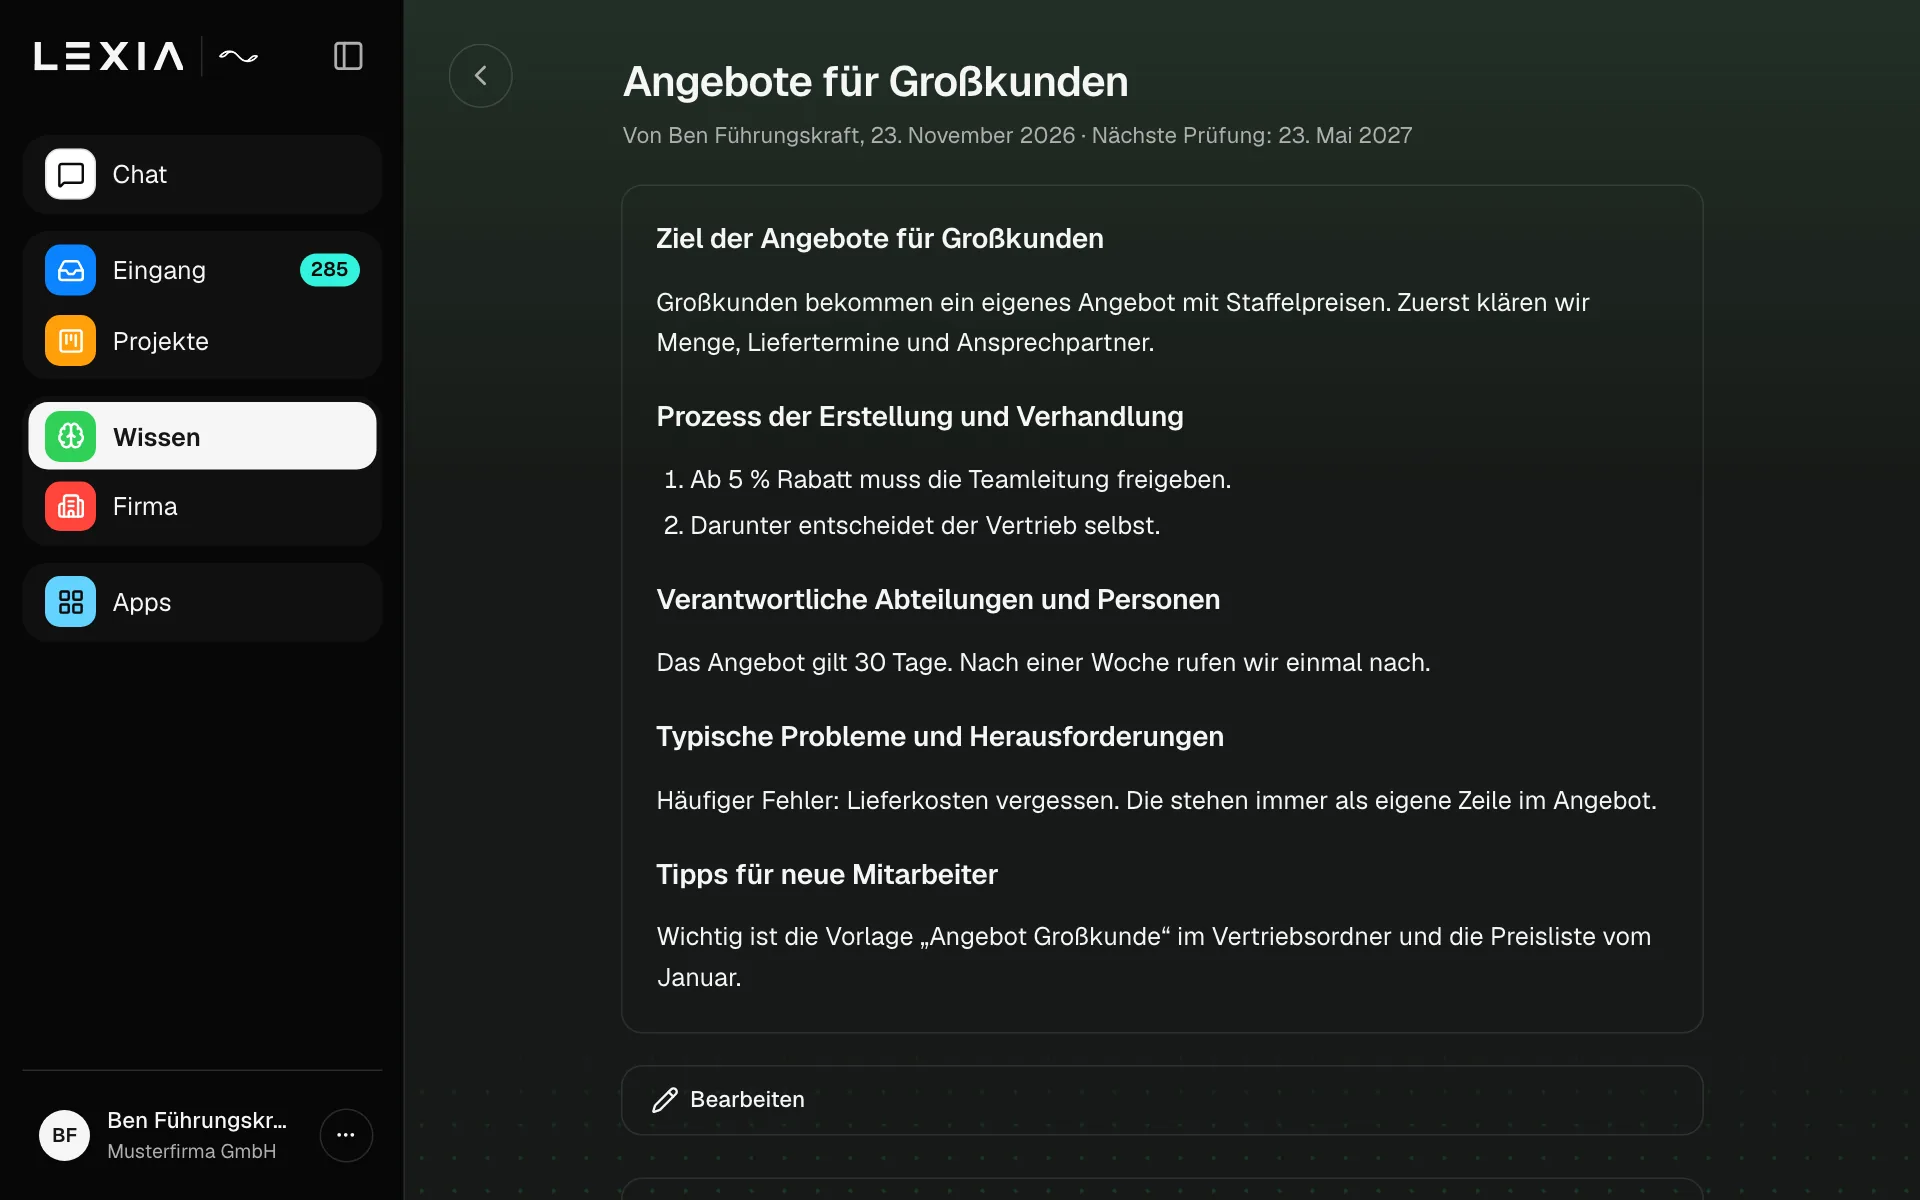 LEXIA
Chat
Eingang 285
Projekte
Wissen
Firma
Apps
BF
Ben Führungskr...
Musterfirma GmbH
Angebote für Großkunden
Von Ben Führungskraft, 23. November 2026 · Nächste Prüfung: 23. Mai 2027
Ziel der Angebote für Großkunden
Großkunden bekommen ein eigenes Angebot mit Staffelpreisen. Zuerst klären wir
Menge, Liefertermine und Ansprechpartner.
Prozess der Erstellung und Verhandlung
1. Ab 5 % Rabatt muss die Teamleitung freigeben.
2. Darunter entscheidet der Vertrieb selbst.
Verantwortliche Abteilungen und Personen
Das Angebot gilt 30 Tage. Nach einer Woche rufen wir einmal nach.
Typische Probleme und Herausforderungen
Häufiger Fehler: Lieferkosten vergessen. Die stehen immer als eigene Zeile im Angebot.
Tipps für neue Mitarbeiter
Wichtig ist die Vorlage „Angebot Großkunde“ im Vertriebsordner und die Preisliste vom
Januar.
Bearbeiten